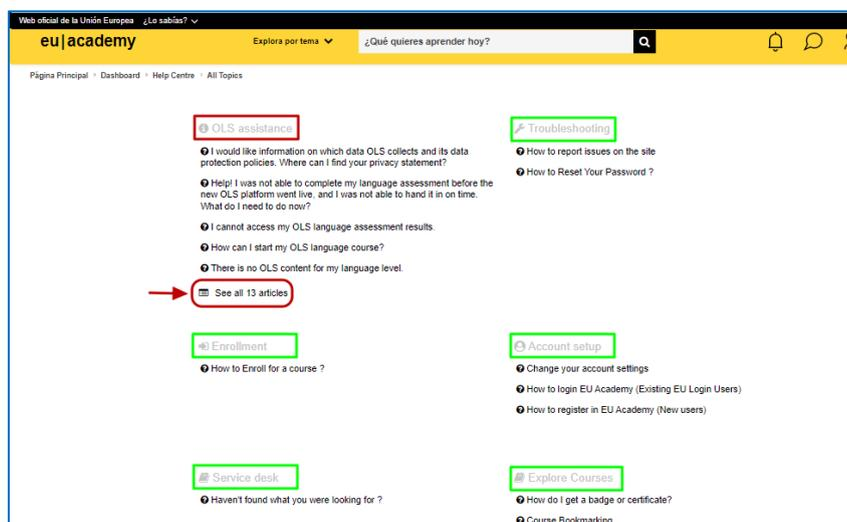 Web oficial de la Unión Europea ¿Lo sabías?
eu|academy
Explora por tema
¿Qué quieres aprender hoy?
Página Principal Dashboard Help Centre All Topics
OLS assistance
I would like information on which data OLS collects and its data
protection policies. Where can I find your privacy statement?
Help! I was not able to complete my language assessment before the
new OLS platform went live, and I was not able to hand it in on time.
What do I need to do now?
I cannot access my OLS language assessment results.
How can I start my OLS language course?
There is no OLS content for my language level.
See all 13 articles
Troubleshooting
How to report issues on the site
How to Reset Your Password ?
Enrollment
How to Enroll for a course ?
Account setup
Change your account settings
How to login EU Academy (Existing EU Login Users)
How to register in EU Academy (New users)
Service desk
Haven't found what you were looking for ?
Explore Courses
How do I get a badge or certificate?
Course Bookmarking